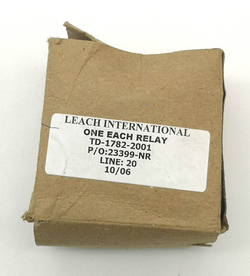 LEACH INTERNATIONAL
ONE EACH RELAY
TD-1782-2001
P/O:23399-NR
LINE: 20
10/06